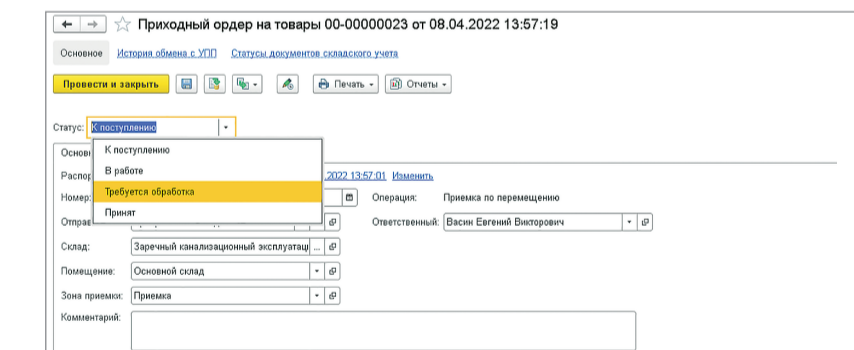 Приходный ордер на товары 00-00000023 от 08.04.2022 13:57:19
Основное История обмена с УПП Статусы документов складского учета
Провести и закрыть Печать Отчеты
Статус: К поступлению
К поступлению
В работе
Требуется обработка
Принят
.2022 13:57:01 Изменить
Номер: Операция: Приемка по перемещению
Ответственный: Васин Евгений Викторович
Склад: Заречный канализационный эксплуатац ...
Помещение: Основной склад
Зона приемки: Приемка
Комментарий: